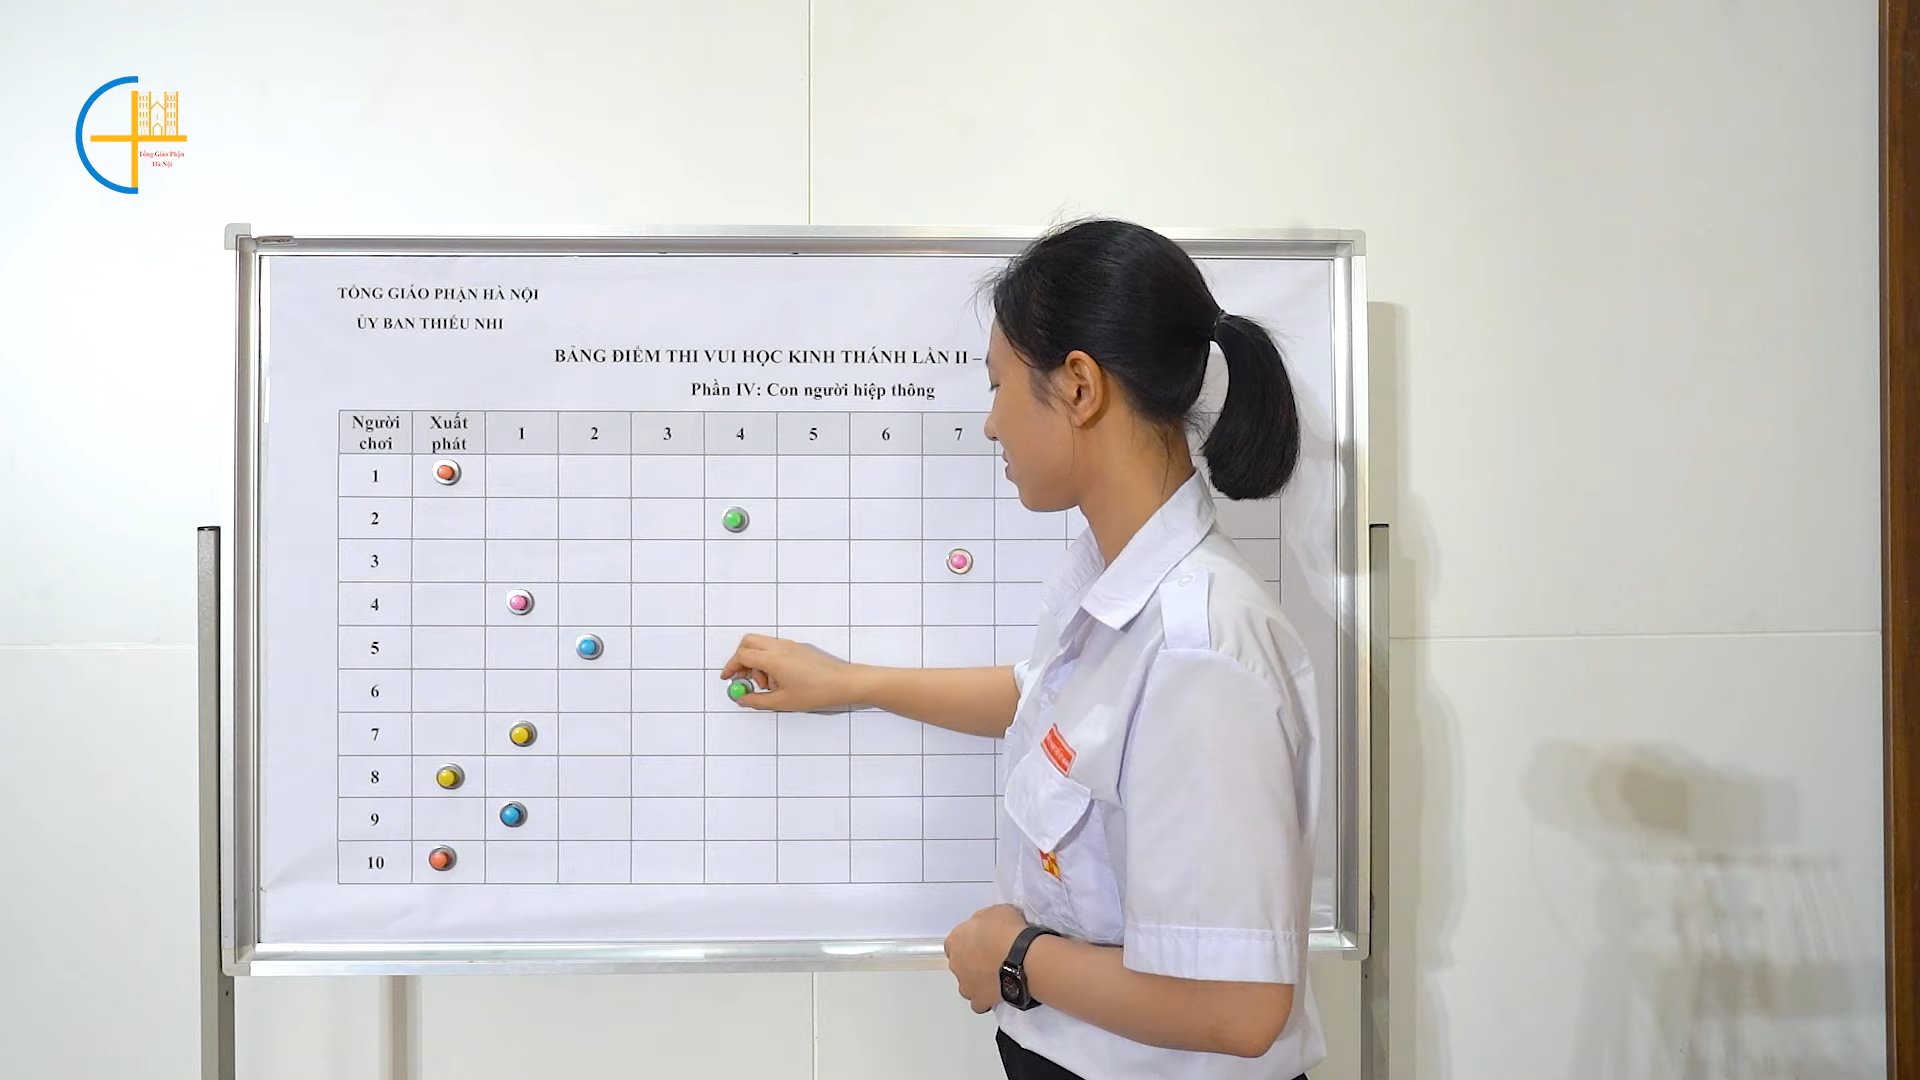 Tổng Giáo Phận
Hà Nội
TỔNG GIÁO PHẬN HÀ NỘI
ỦY BAN THIẾU NHI
BẢNG ĐIỂM THI VUI HỌC KINH THÁNH LẦN II –
Phần IV: Con người hiệp thông
Người chơi Xuất phát 1 2 3 4 5 6 7
1
2
3
4
5
6
7
8
9
10